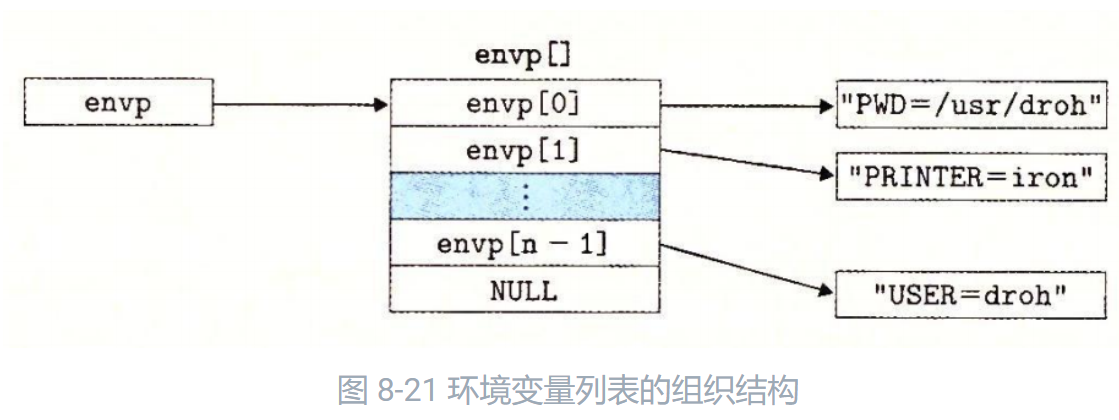 envp[]
envp
envp[0]
"PWD=/usr/droh"
envp[1]
"PRINTER=iron"
⋮
envp[n - 1]
"USER=droh"
NULL
图 8-21 环境变量列表的组织结构